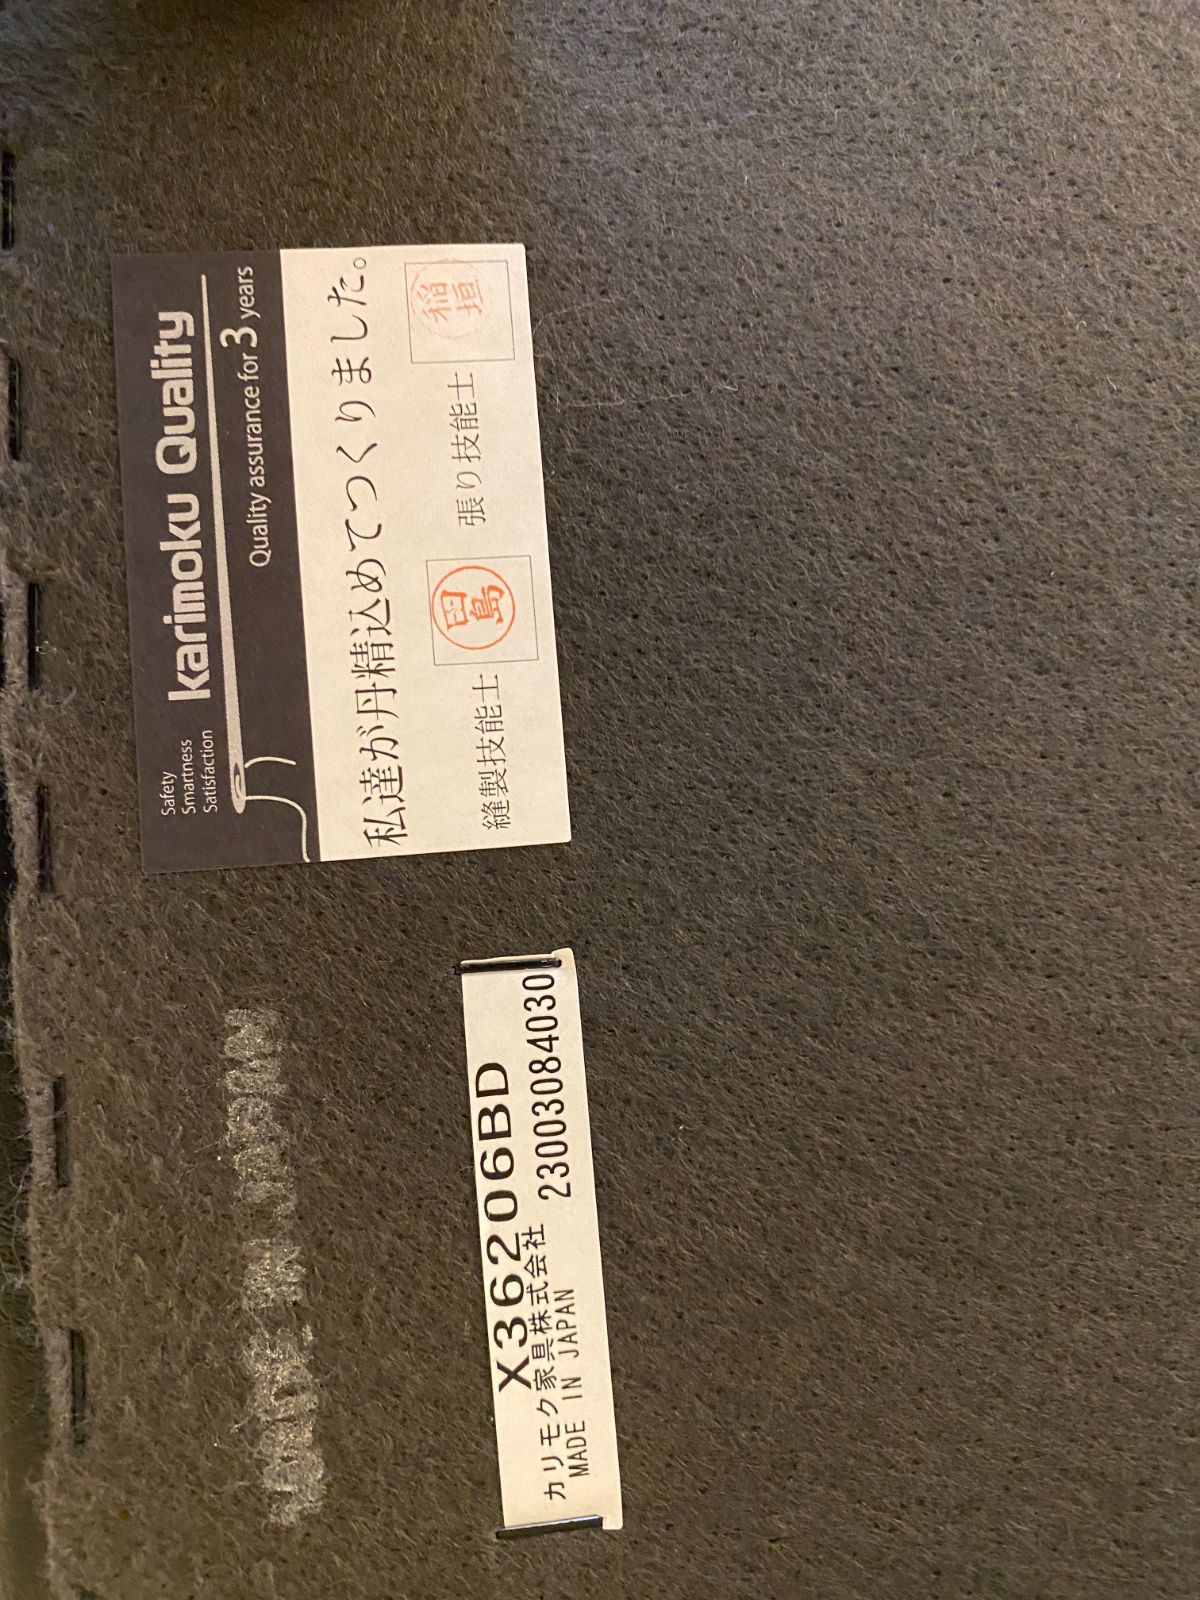 Safety
Smartness
Satisfaction
karimoku Quality
Quality assurance for 3 years
私達が丹精込めてつくりました。
縫製技能士 田島 張り技能士 稲垣
X36206BD
カリモク家具株式会社 23003084030
MADE IN JAPAN